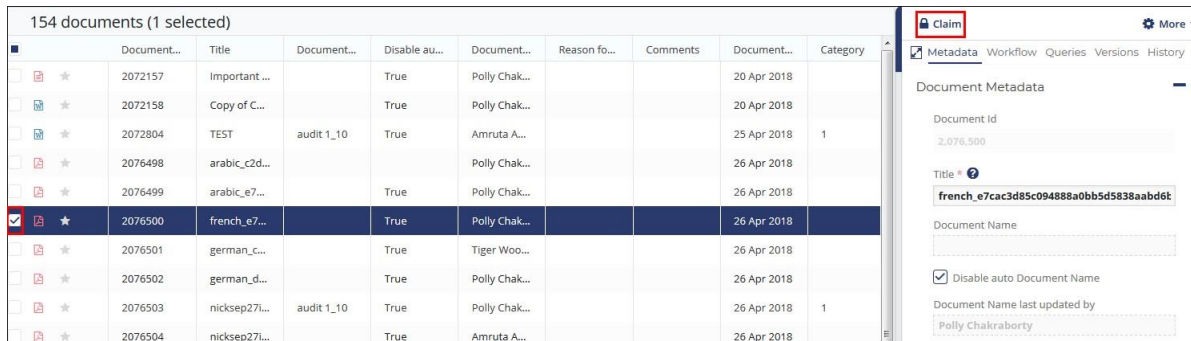 154 documents (1 selected)
Document... Title Document... Disable au... Document... Reason fo... Comments Document... Category
2072157 Important ... True Polly Chak... 20 Apr 2018
2072158 Copy of C... True Polly Chak... 20 Apr 2018
2072804 TEST audit 1_10 True Amruta A... 25 Apr 2018 1
2076498 arabic_c2d... Polly Chak... 26 Apr 2018
2076499 arabic_e7... True Polly Chak... 26 Apr 2018
2076500 french_e7... True Polly Chak... 26 Apr 2018
2076501 german_c... True Tiger Woo... 26 Apr 2018
2076502 german_d... True Polly Chak... 26 Apr 2018
2076503 nicksep27i... audit 1_10 True Polly Chak... 26 Apr 2018 1
2076504 nicksep27i... True Amruta A... 26 Apr 2018
Claim More
Metadata Workflow Queries Versions History
Document Metadata
Document Id
2,076,500
Title *
french_e7cac3d85c094888a0bb5d5838aabd6b
Document Name
Disable auto Document Name
Document Name last updated by
Polly Chakraborty